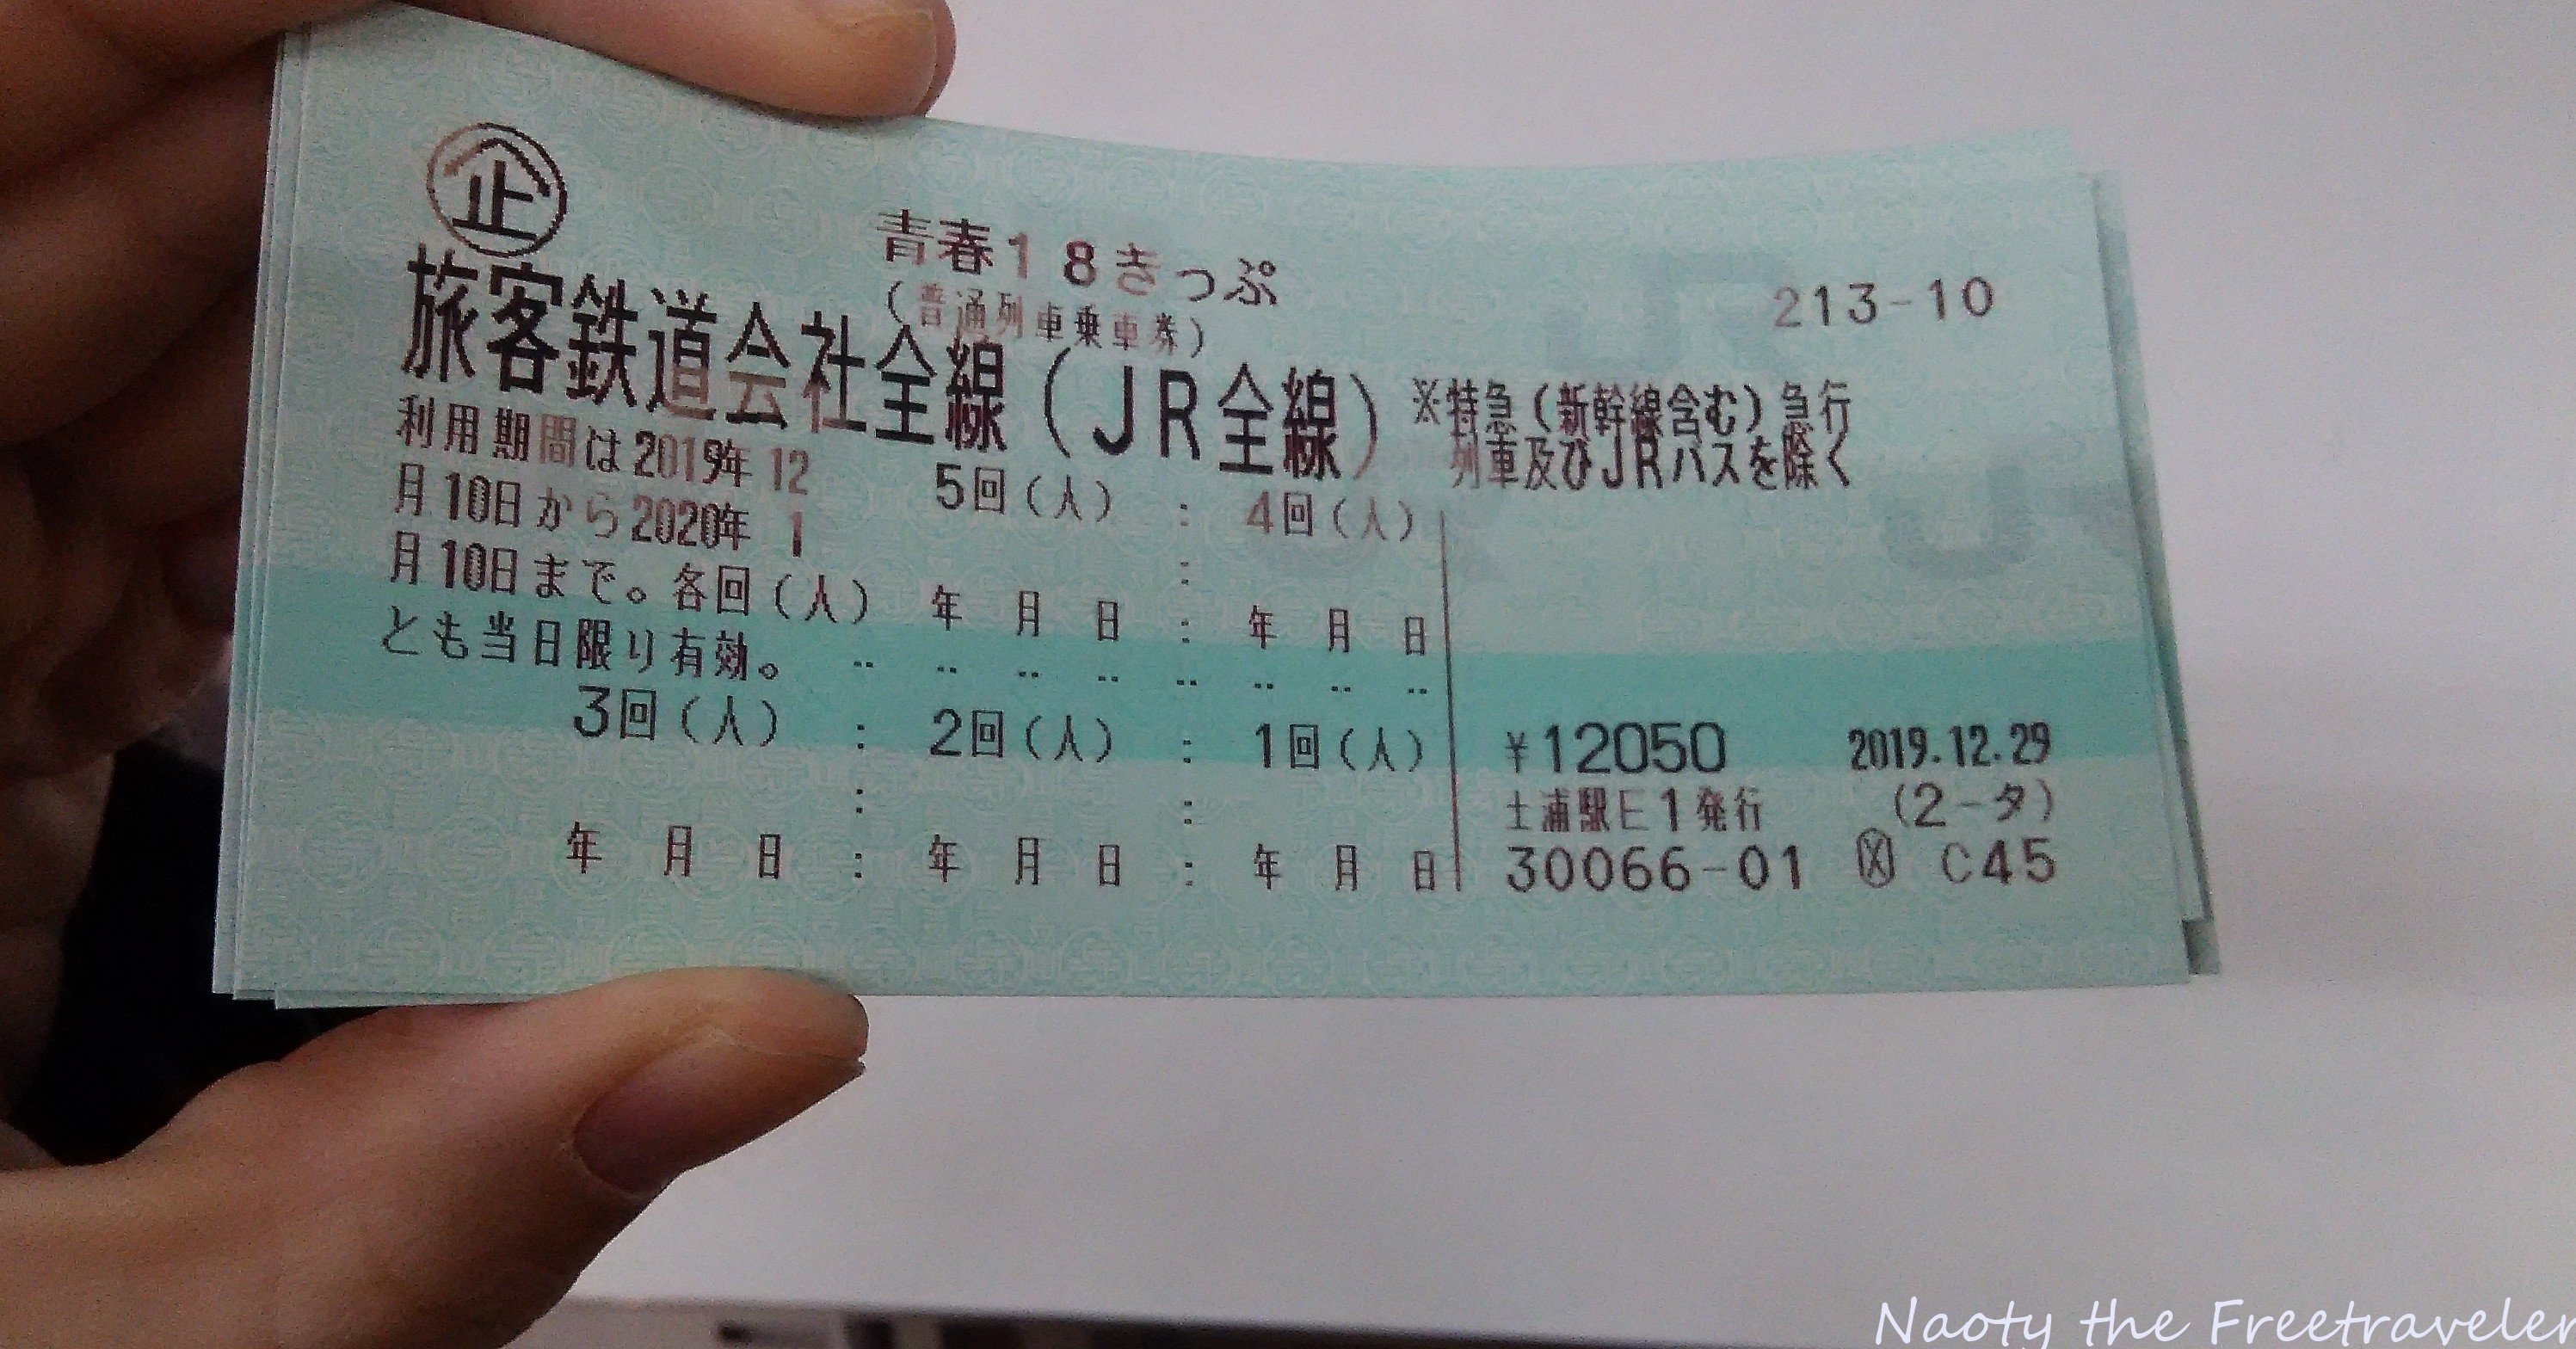 企
青春18きっぷ
(普通列車乗車券)
213-10
旅客鉄道会社全線(JR全線)
※特急(新幹線含む)急行
列車及びJRバスを除く
利用期間は2019年12
月10日から2020年 1
月10日まで。各回(人)
とも当日限り有効。
5回(人) : 4回(人)
:
年 月 日 : 年 月 日
3回(人) : 2回(人) : 1回(人)
: :
年 月 日 : 年 月 日 : 年 月 日
¥12050 2019.12.29
土浦駅E1発行 (2-タ)
30066-01 Ⓧ C45
Naoty the Freetraveler